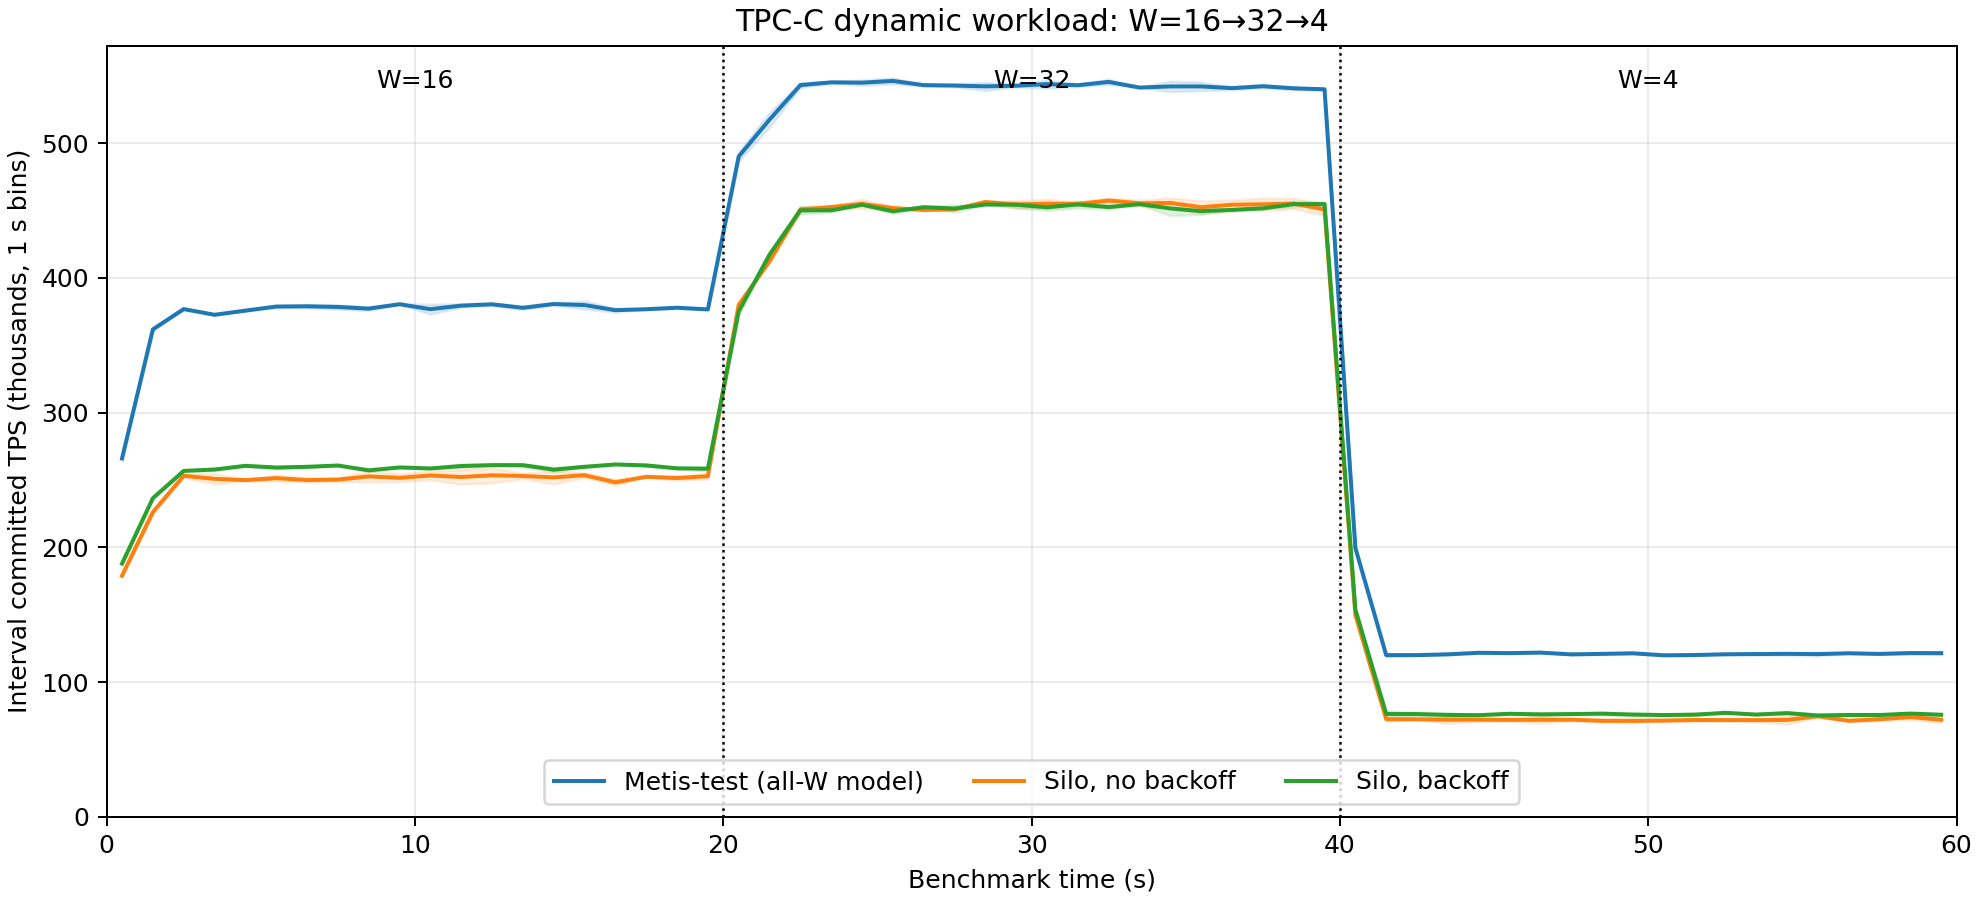 TPC-C dynamic workload: W=16→32→4
W=16
W=32
W=4
Interval committed TPS (thousands, 1 s bins)
500
400
300
200
100
0
Metis-test (all-W model)
Silo, no backoff
Silo, backoff
0
10
20
30
40
50
60
Benchmark time (s)